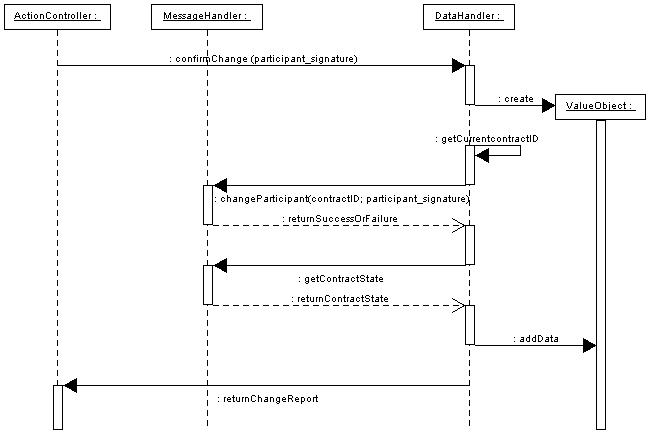 ActionController :
MessageHandler :
DataHandler :
: confirmChange (participant_signature)
: create
ValueObject :
: getCurrentcontractID
: changeParticipant(contractID; participant_signature)
: returnSuccessOrFailure
: getContractState
: returnContractState
: addData
: returnChangeReport